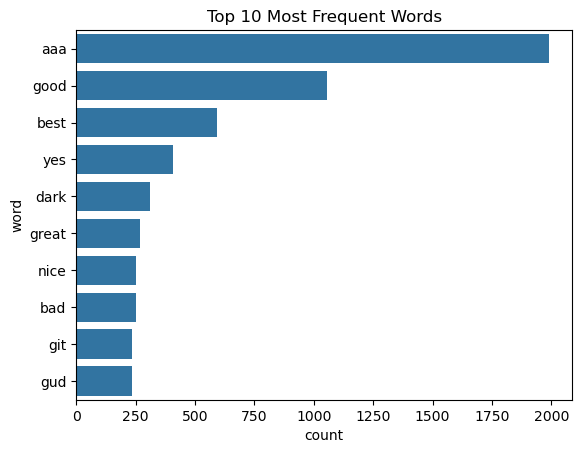 Top 10 Most Frequent Words
aaa
good
best
yes
dark
great
nice
bad
git
gud
word
0 250 500 750 1000 1250 1500 1750 2000
count